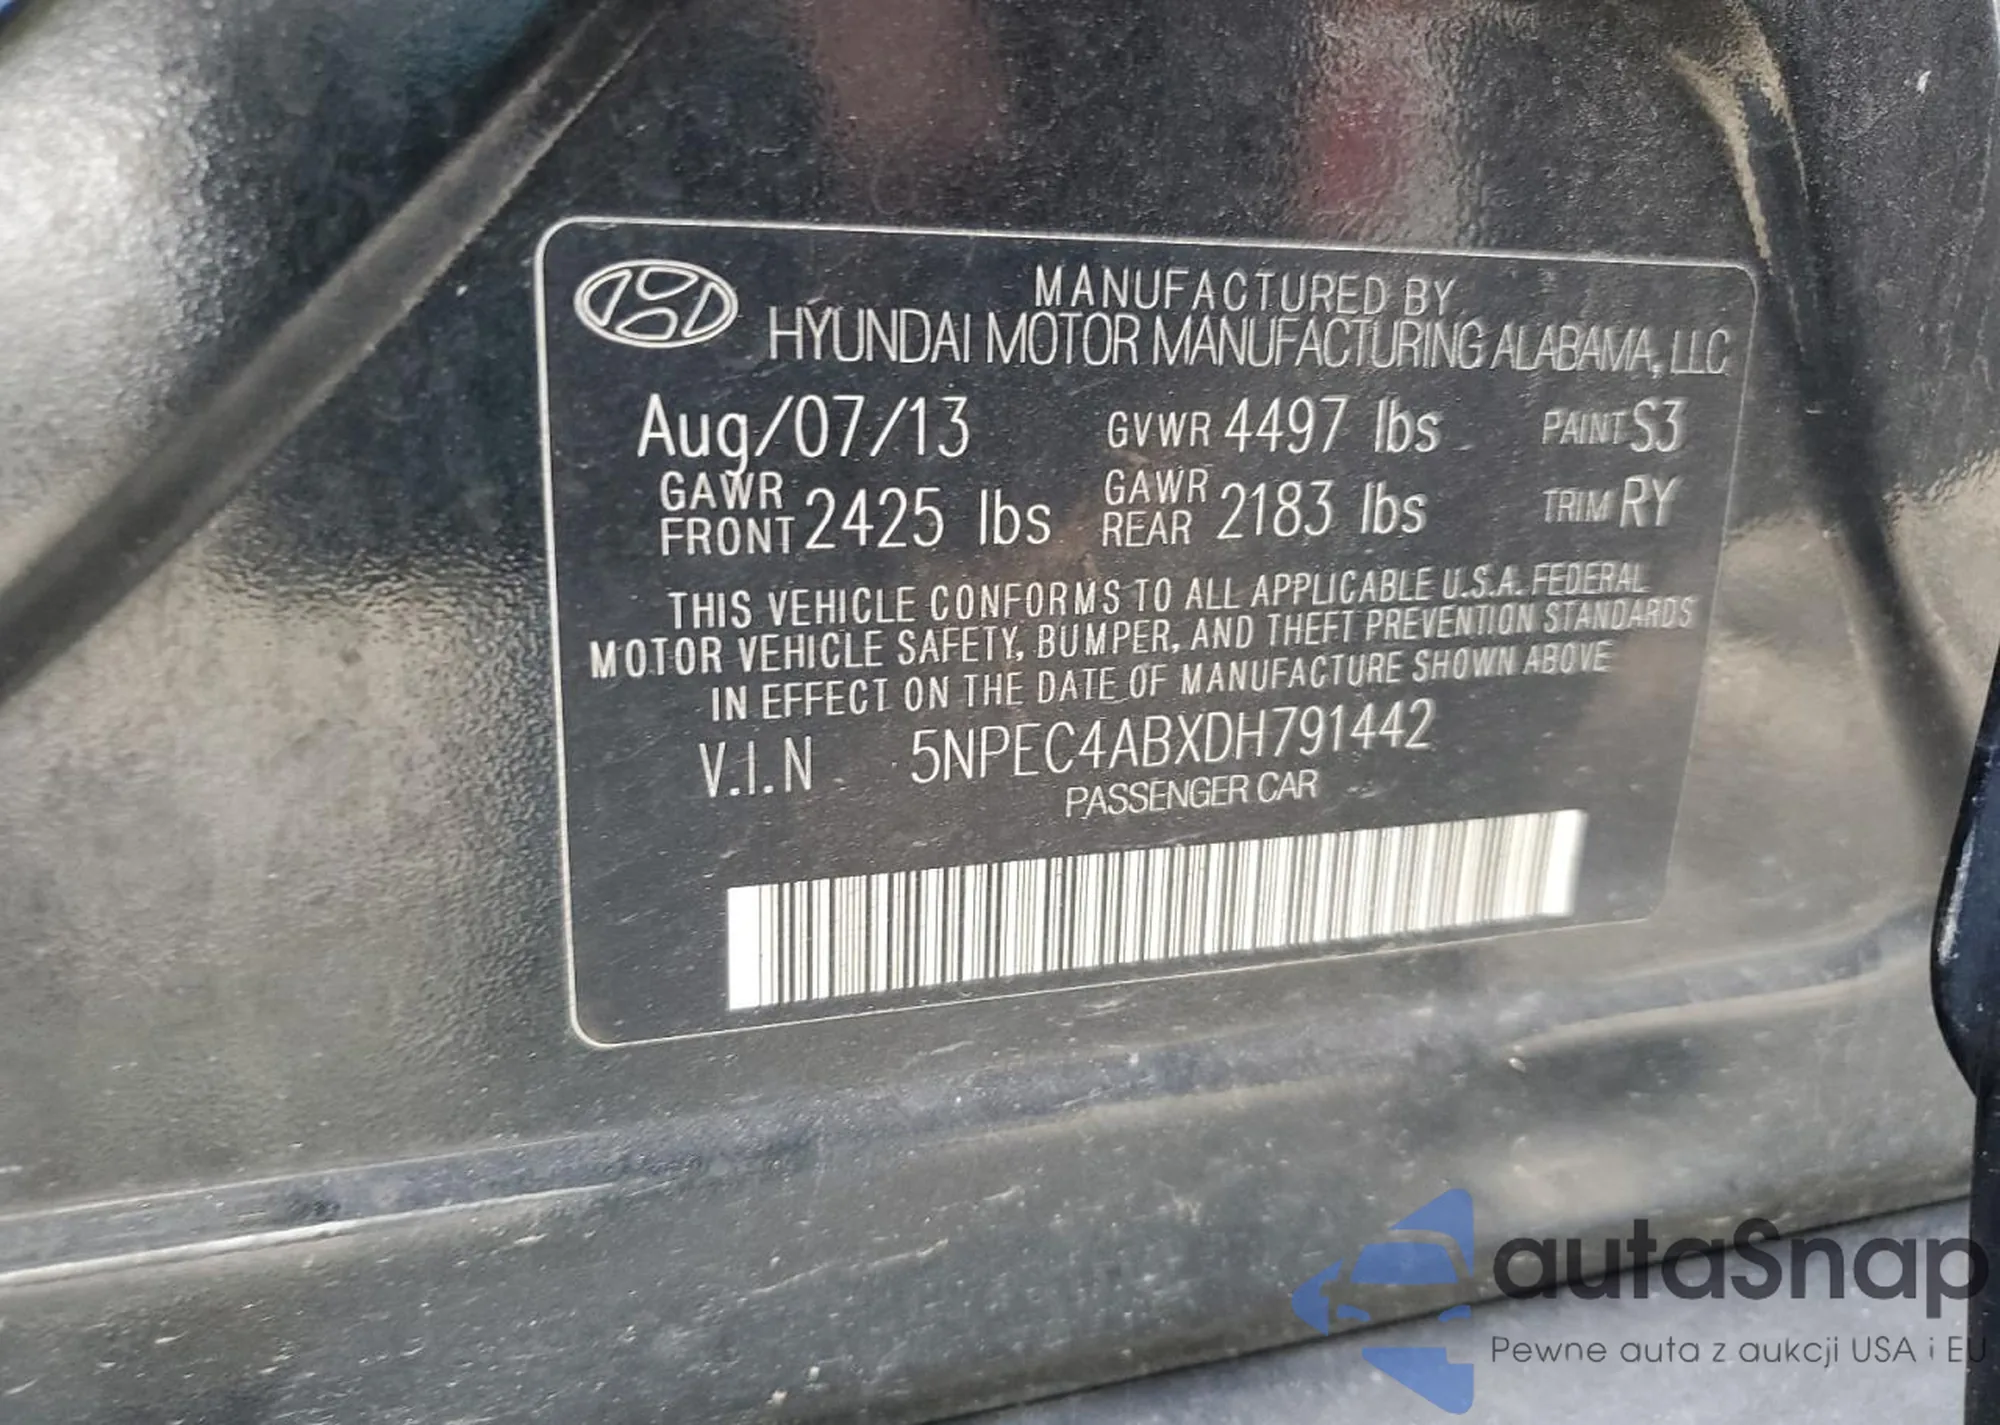 MANUFACTURED BY
HYUNDAI MOTOR MANUFACTURING ALABAMA, LLC
Aug/07/13 GVWR 4497 lbs PAINT S3
GAWR FRONT 2425 lbs GAWR REAR 2183 lbs TRIM RY
THIS VEHICLE CONFORMS TO ALL APPLICABLE U.S.A. FEDERAL
MOTOR VEHICLE SAFETY, BUMPER, AND THEFT PREVENTION STANDARDS
IN EFFECT ON THE DATE OF MANUFACTURE SHOWN ABOVE
V.I.N 5NPEC4ABXDH791442
PASSENGER CAR
autaSnap
Pewne auta z aukcji USA i EU